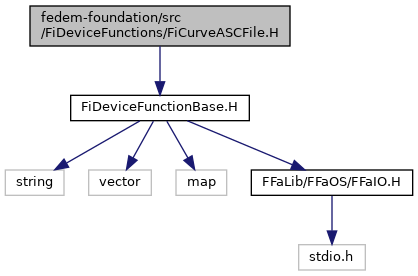 fedem-foundation/src
/FiDeviceFunctions/FiCurveASCFile.H
FiDeviceFunctionBase.H
string
vector
map
FFaLib/FFaOS/FFaIO.H
stdio.h